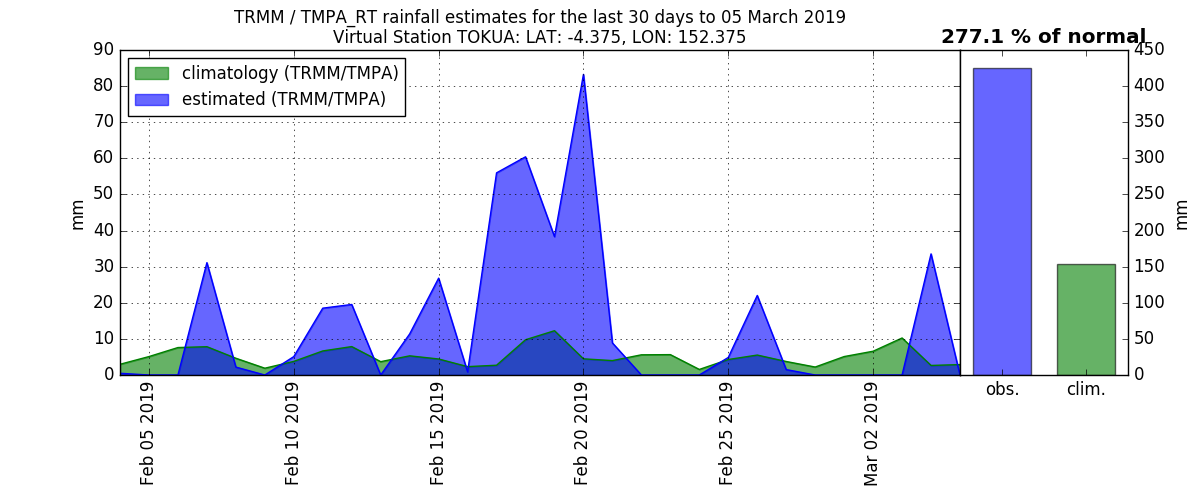 TRMM / TMPA_RT rainfall estimates for the last 30 days to 05 March 2019
Virtual Station TOKUA: LAT: -4.375, LON: 152.375
277.1 % of normal
climatology (TRMM/TMPA)
estimated (TRMM/TMPA)
90
80
70
60
50
40
30
20
10
0
mm
Feb 05 2019
Feb 10 2019
Feb 15 2019
Feb 20 2019
Feb 25 2019
Mar 02 2019
obs.
clim.
450
400
350
300
250
200
150
100
50
0
mm